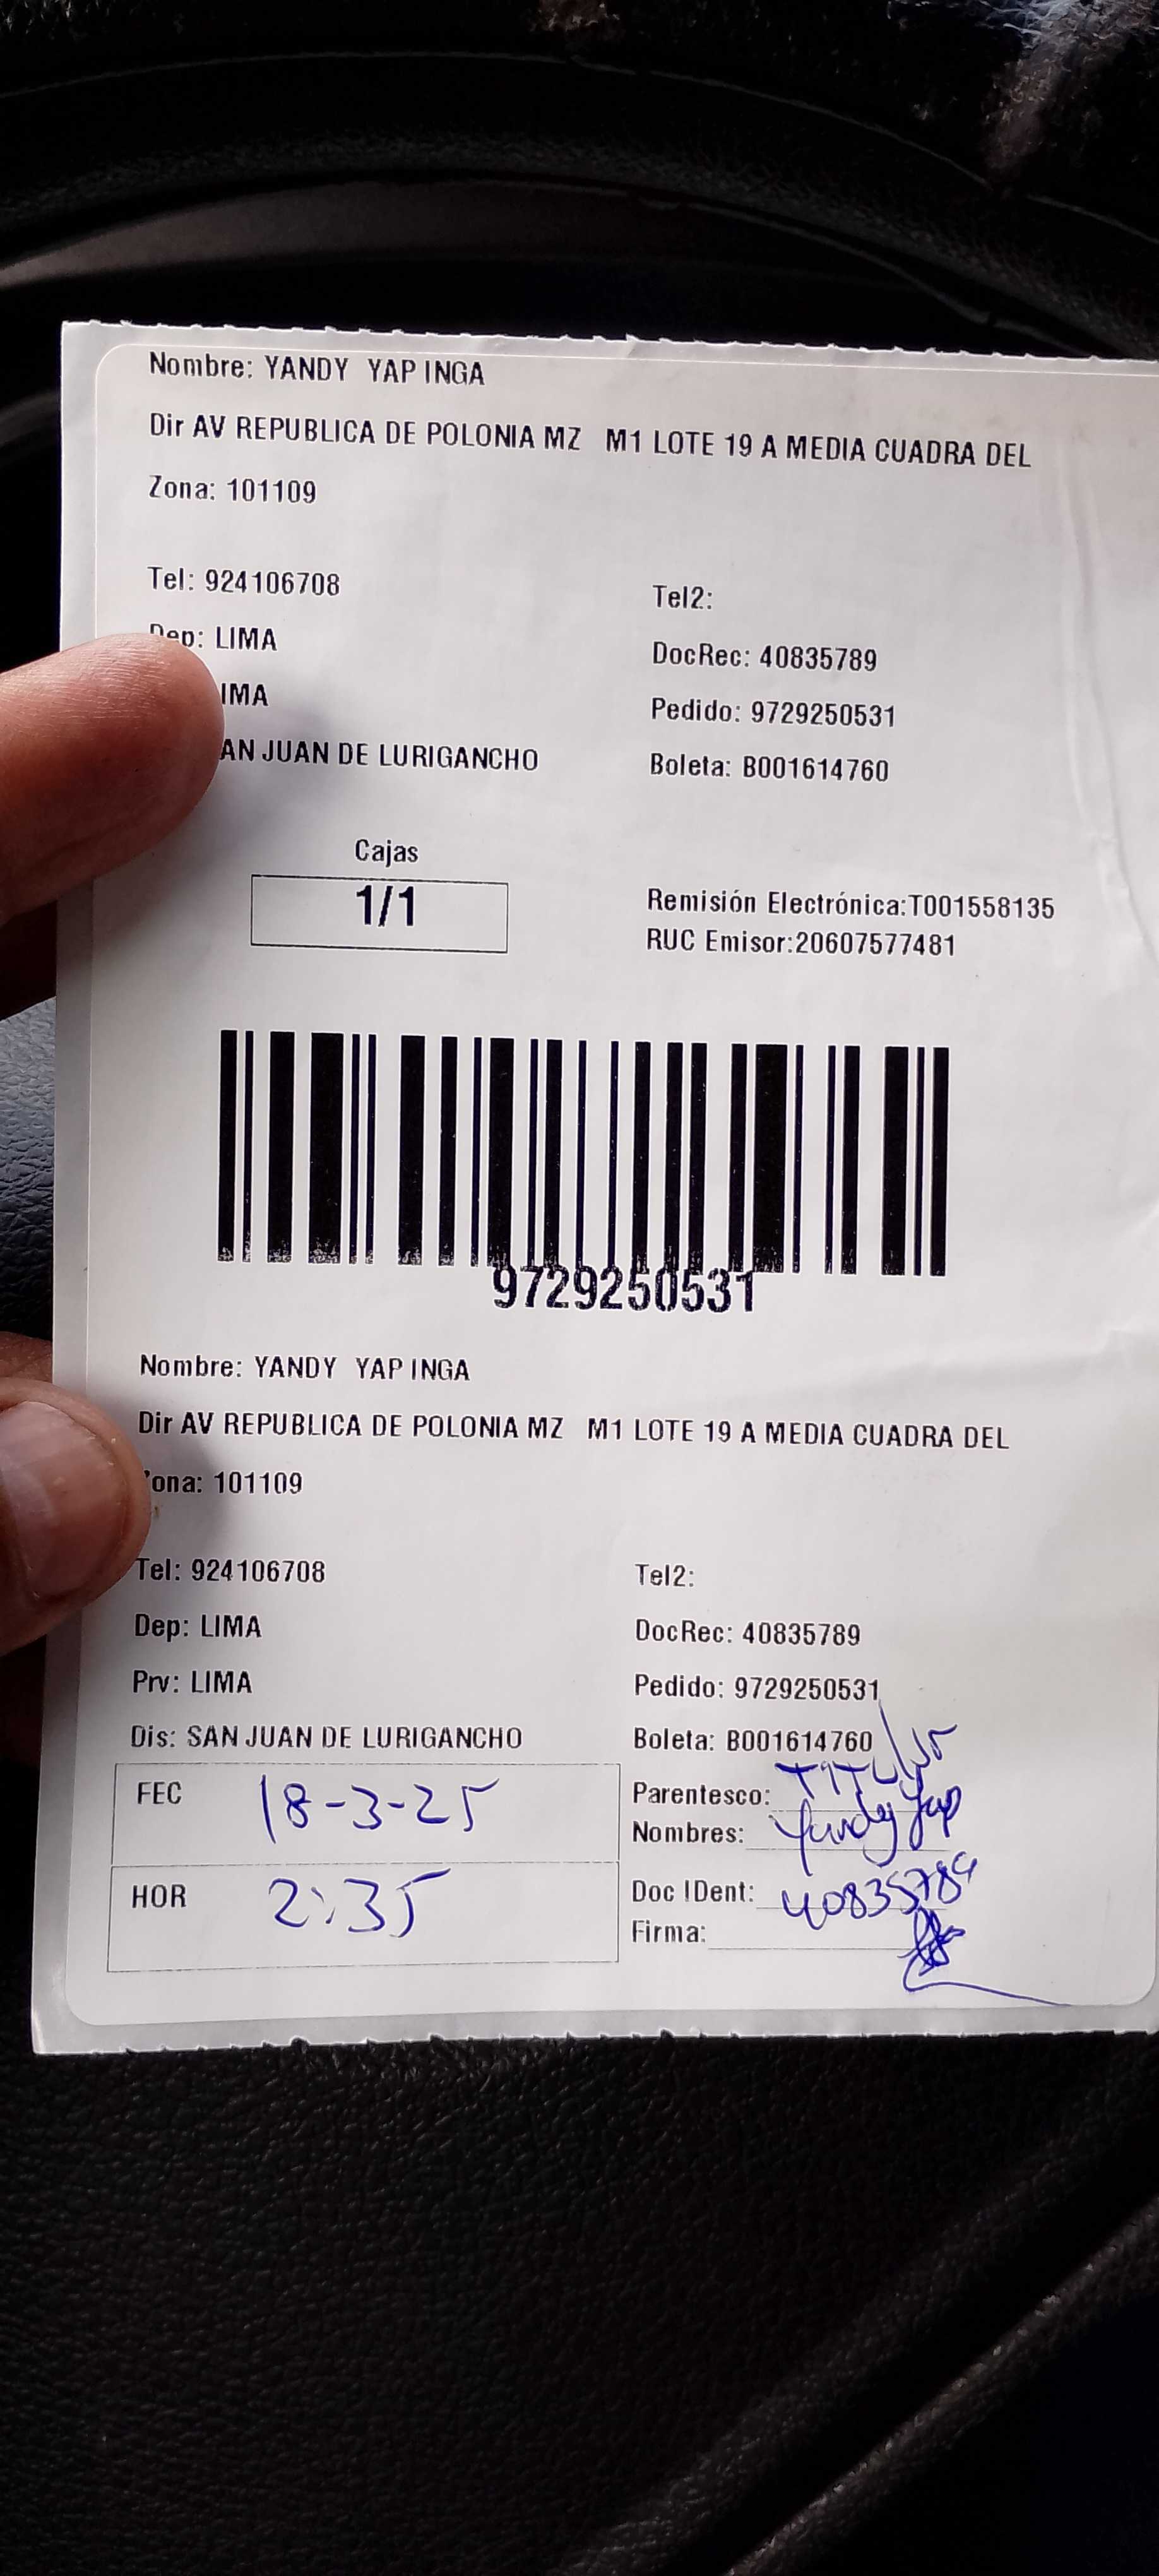 Nombre: YANDY YAP INGA
Dir AV REPUBLICA DE POLONIA MZ M1 LOTE 19 A MEDIA CUADRA DEL
Zona: 101109
Tel: 924106708 Tel2:
Dep: LIMA DocRec: 40835789
IMA Pedido: 9729250531
AN JUAN DE LURIGANCHO Boleta: B001614760
Cajas
1/1
Remisión Electrónica:T001558135
RUC Emisor:20607577481
9729250531
Nombre: YANDY YAP INGA
Dir AV REPUBLICA DE POLONIA MZ M1 LOTE 19 A MEDIA CUADRA DEL
ona: 101109
Tel: 924106708 Tel2:
Dep: LIMA DocRec: 40835789
Prv: LIMA Pedido: 9729250531
Dis: SAN JUAN DE LURIGANCHO Boleta: B001614760
FEC 18-3-25 Parentesco: TITULAR
Nombres: Yandy Yap
HOR 2:35 Doc IDent: 40835789
Firma: